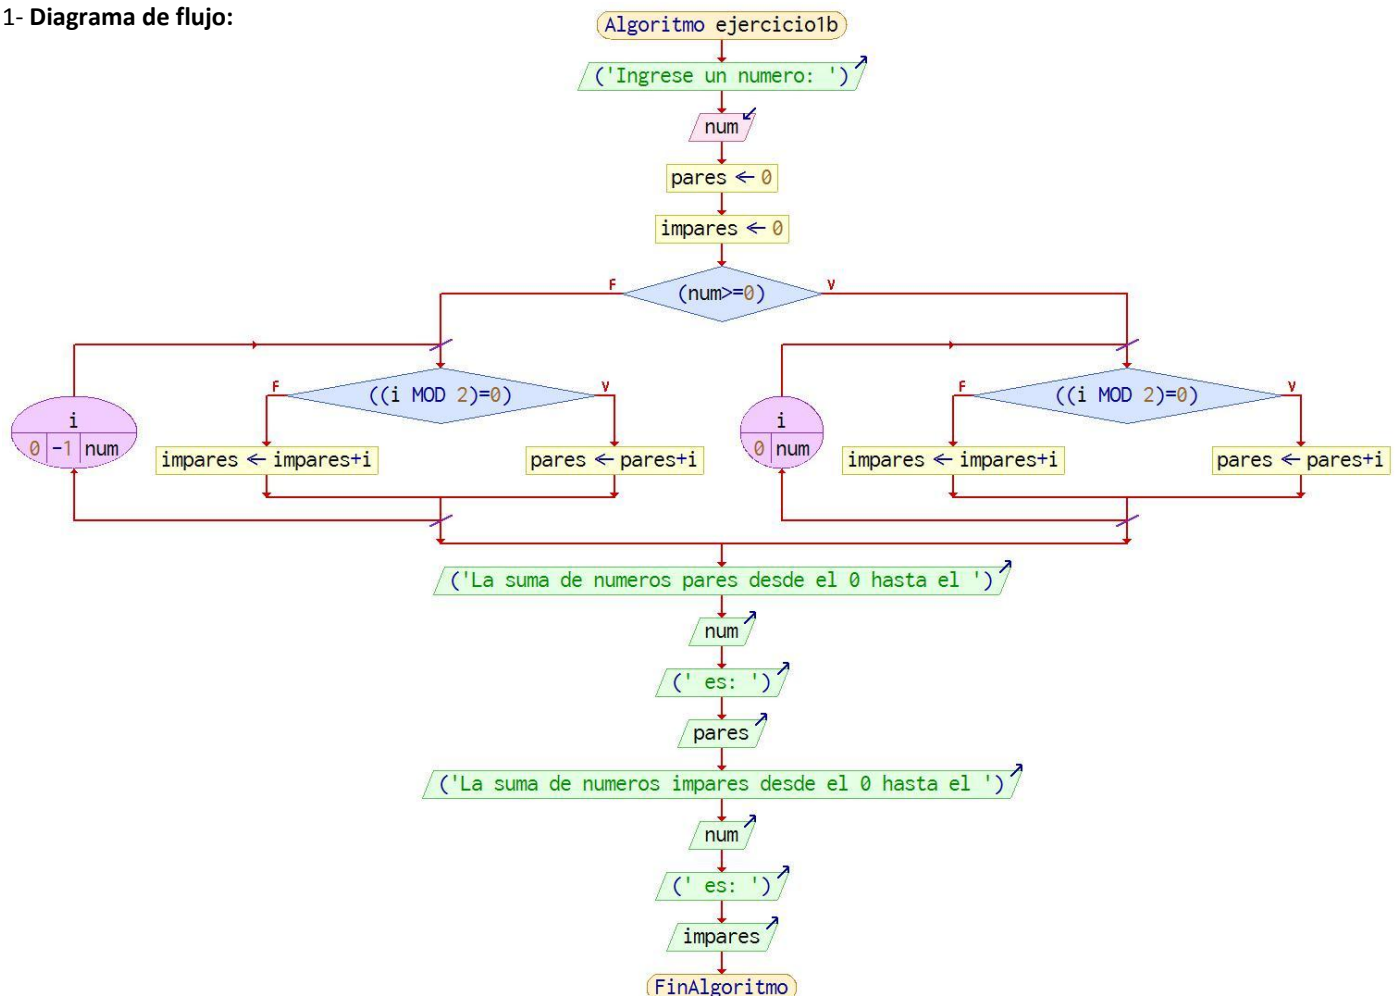 1- Diagrama de flujo:
Algoritmo ejercicio1b
('Ingrese un numero: ')
num
pares ← 0
impares ← 0
F (num>=0) V
F ((i MOD 2)=0) V
i
0 -1 num
impares ← impares+i
pares ← pares+i
F ((i MOD 2)=0) V
i
0 num
impares ← impares+i
pares ← pares+i
('La suma de numeros pares desde el 0 hasta el ')
num
(' es: ')
pares
('La suma de numeros impares desde el 0 hasta el ')
num
(' es: ')
impares
FinAlgoritmo